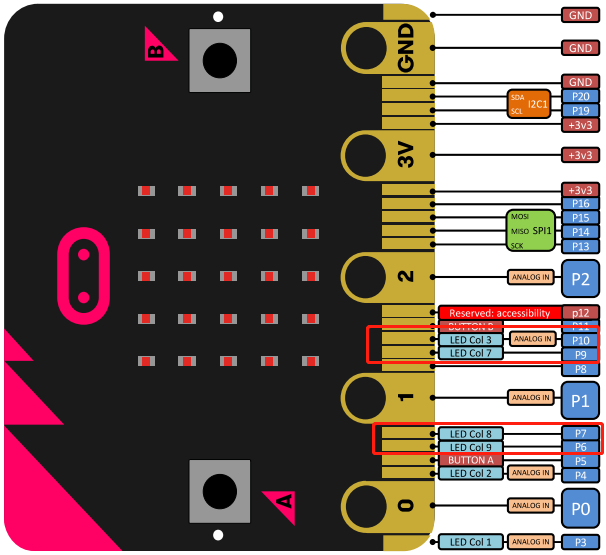 GND
GND
GND
GND
SDA I2C1 P20
SCL P19
+3v3
3V +3v3
+3v3
P16
MOSI P15
MISO SPI1 P14
SCK P13
2 ANALOG IN P2
Reserved: accessibility p12
BUTTON B P11
LED Col 3 ANALOG IN P10
LED Col 7 P9
P8
1 ANALOG IN P1
LED Col 8 P7
LED Col 9 P6
BUTTON A P5
LED Col 2 ANALOG IN P4
0 ANALOG IN P0
LED Col 1 ANALOG IN P3
B
A